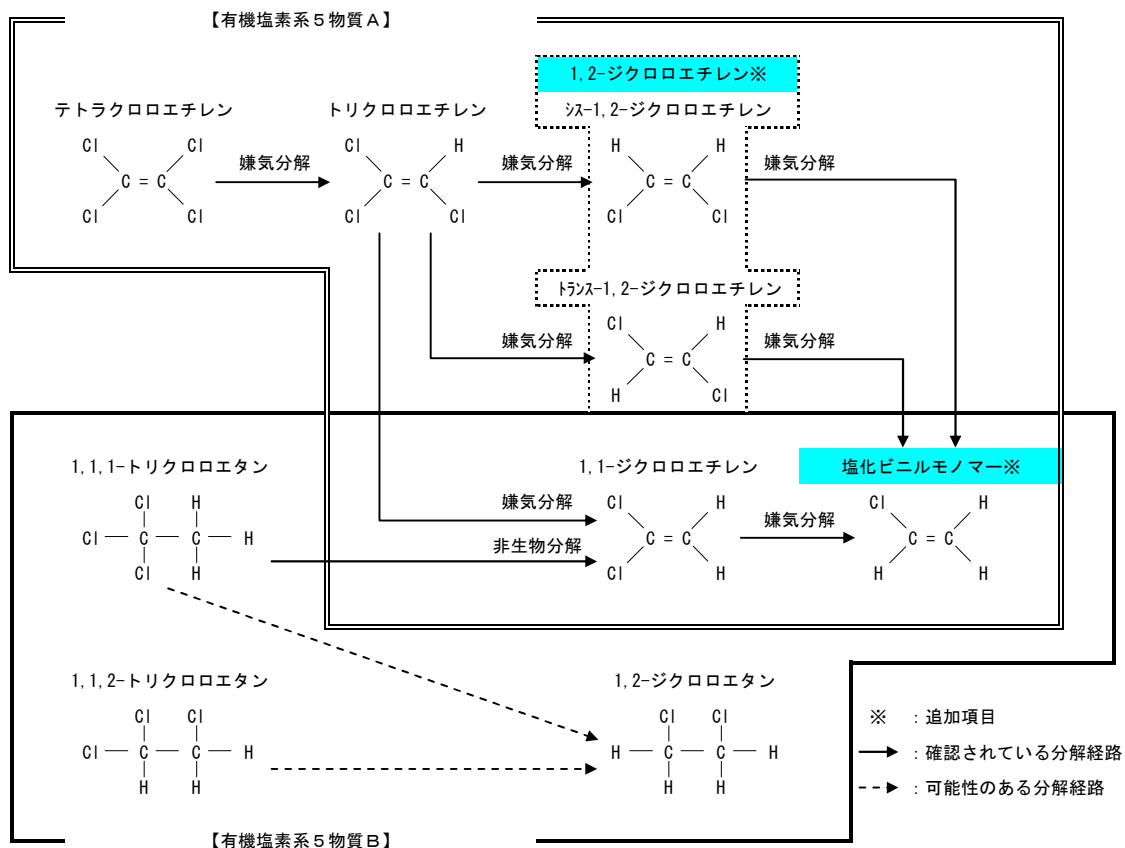 【有機塩素系５物質Ａ】
1,2-ジクロロエチレン※
テトラクロロエチレン
トリクロロエチレン
ｼｽ-1,2-ジクロロエチレン
Cl Cl
C = C
Cl Cl
嫌気分解
Cl H
C = C
Cl Cl
嫌気分解
H H
C = C
Cl Cl
嫌気分解
ﾄﾗﾝｽ-1,2-ジクロロエチレン
嫌気分解
Cl H
C = C
H Cl
嫌気分解
1,1,1-トリクロロエタン
1,1-ジクロロエチレン
塩化ビニルモノマー※
Cl H
Cl C C H
Cl H
嫌気分解
非生物分解
Cl H
C = C
Cl H
嫌気分解
Cl H
C = C
H H
1,1,2-トリクロロエタン
1,2-ジクロロエタン
Cl Cl
Cl C C H
H H
Cl Cl
H C C H
H H
※ ：追加項目
：確認されている分解経路
：可能性のある分解経路
【有機塩素系５物質Ｂ】